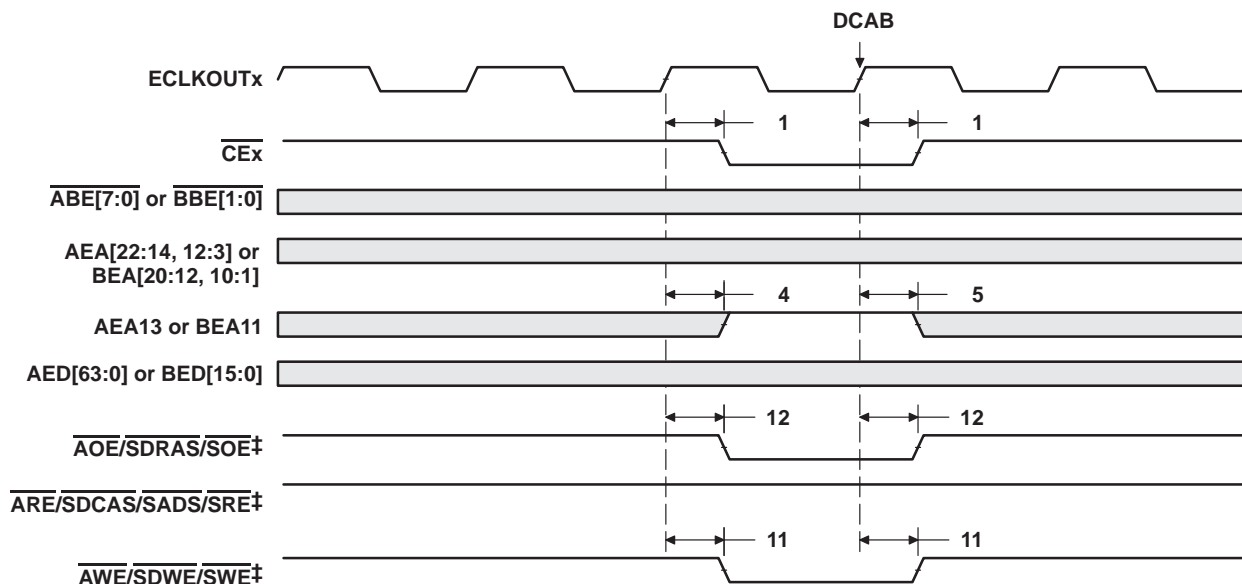 DCAB
ECLKOUTx
1 1
CEx
ABE[7:0] or BBE[1:0]
AEA[22:14, 12:3] or
BEA[20:12, 10:1]
4 5
AEA13 or BEA11
AED[63:0] or BED[15:0]
12 12
AOE/SDRAS/SOE‡
ARE/SDCAS/SADS/SRE‡
11 11
AWE/SDWE/SWE‡